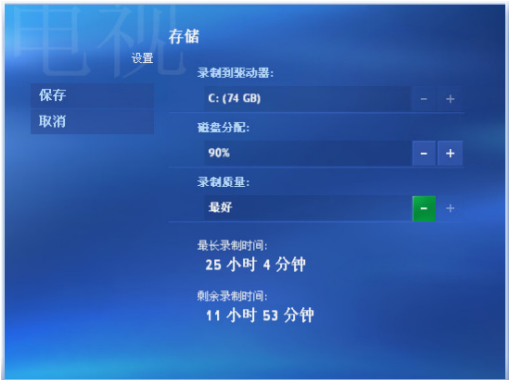 电视
存储
设置
录制到驱动器:
保存
C: (74 GB) - +
取消
磁盘分配:
90% - +
录制质量:
最好 - +
最长录制时间:
25 小时 4 分钟
剩余录制时间:
11 小时 53 分钟